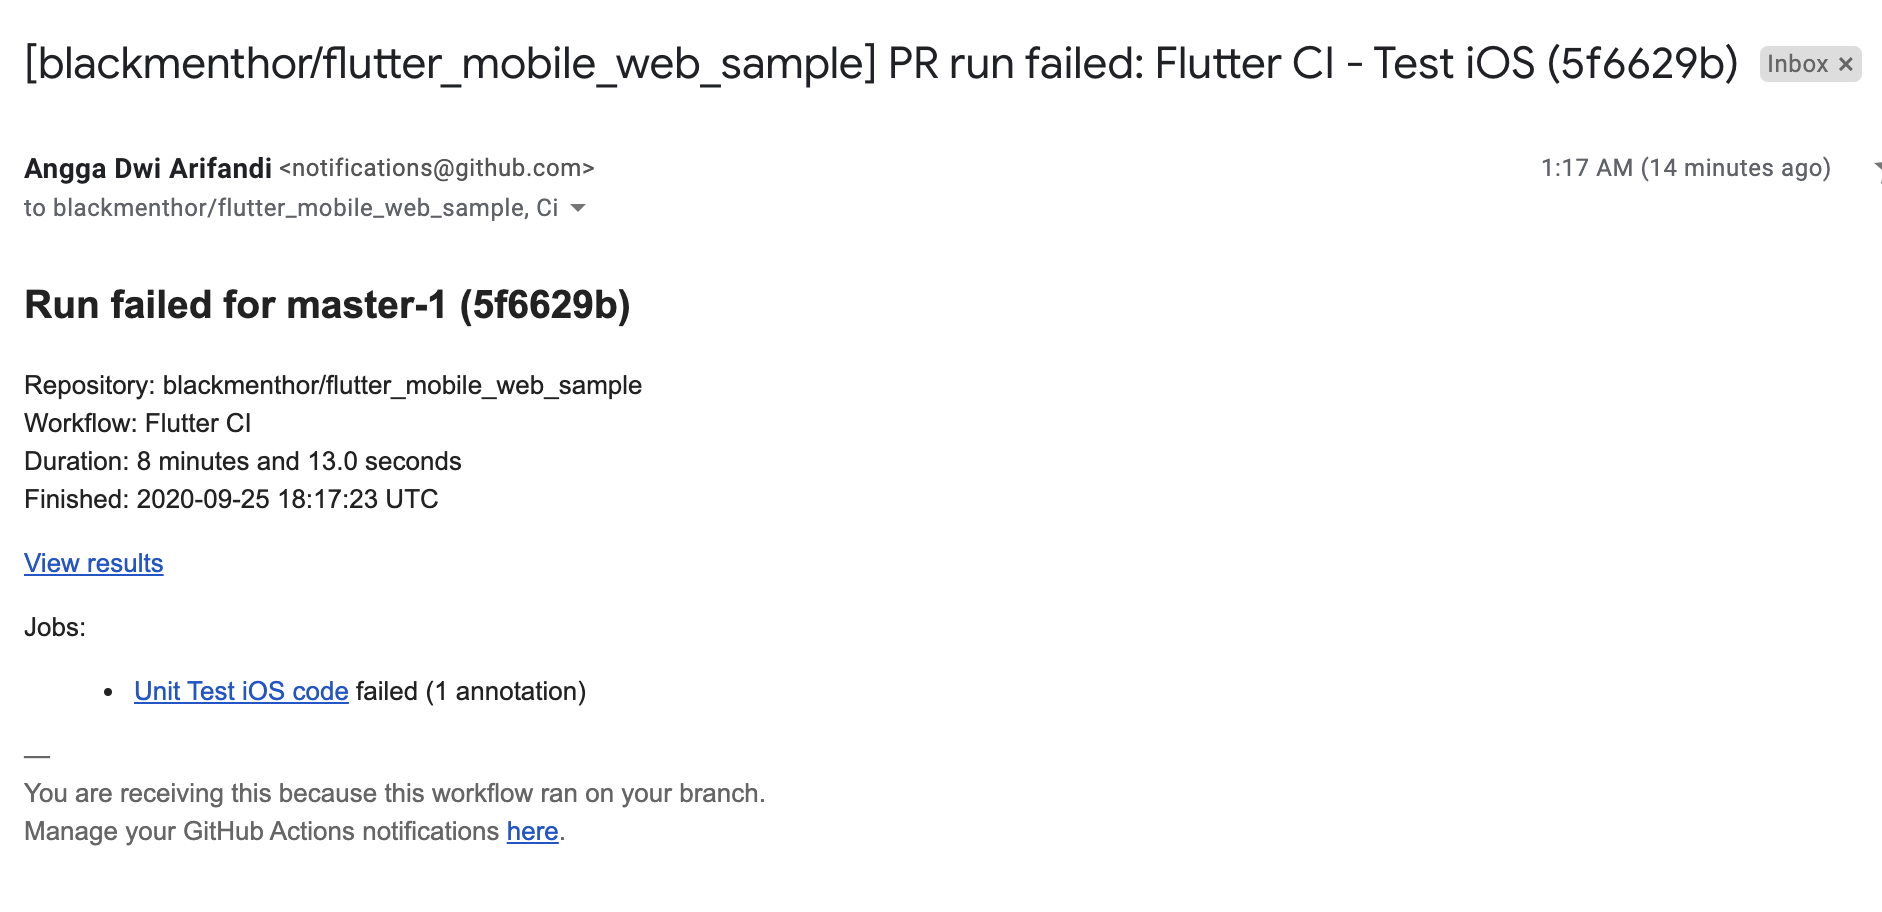 [blackmenthor/flutter_mobile_web_sample] PR run failed: Flutter CI - Test iOS (5f6629b) Inbox ×
Angga Dwi Arifandi <notifications@github.com> 1:17 AM (14 minutes ago)
to blackmenthor/flutter_mobile_web_sample, Ci
Run failed for master-1 (5f6629b)
Repository: blackmenthor/flutter_mobile_web_sample
Workflow: Flutter CI
Duration: 8 minutes and 13.0 seconds
Finished: 2020-09-25 18:17:23 UTC
View results
Jobs:
• Unit Test iOS code failed (1 annotation)
—
You are receiving this because this workflow ran on your branch.
Manage your GitHub Actions notifications here.